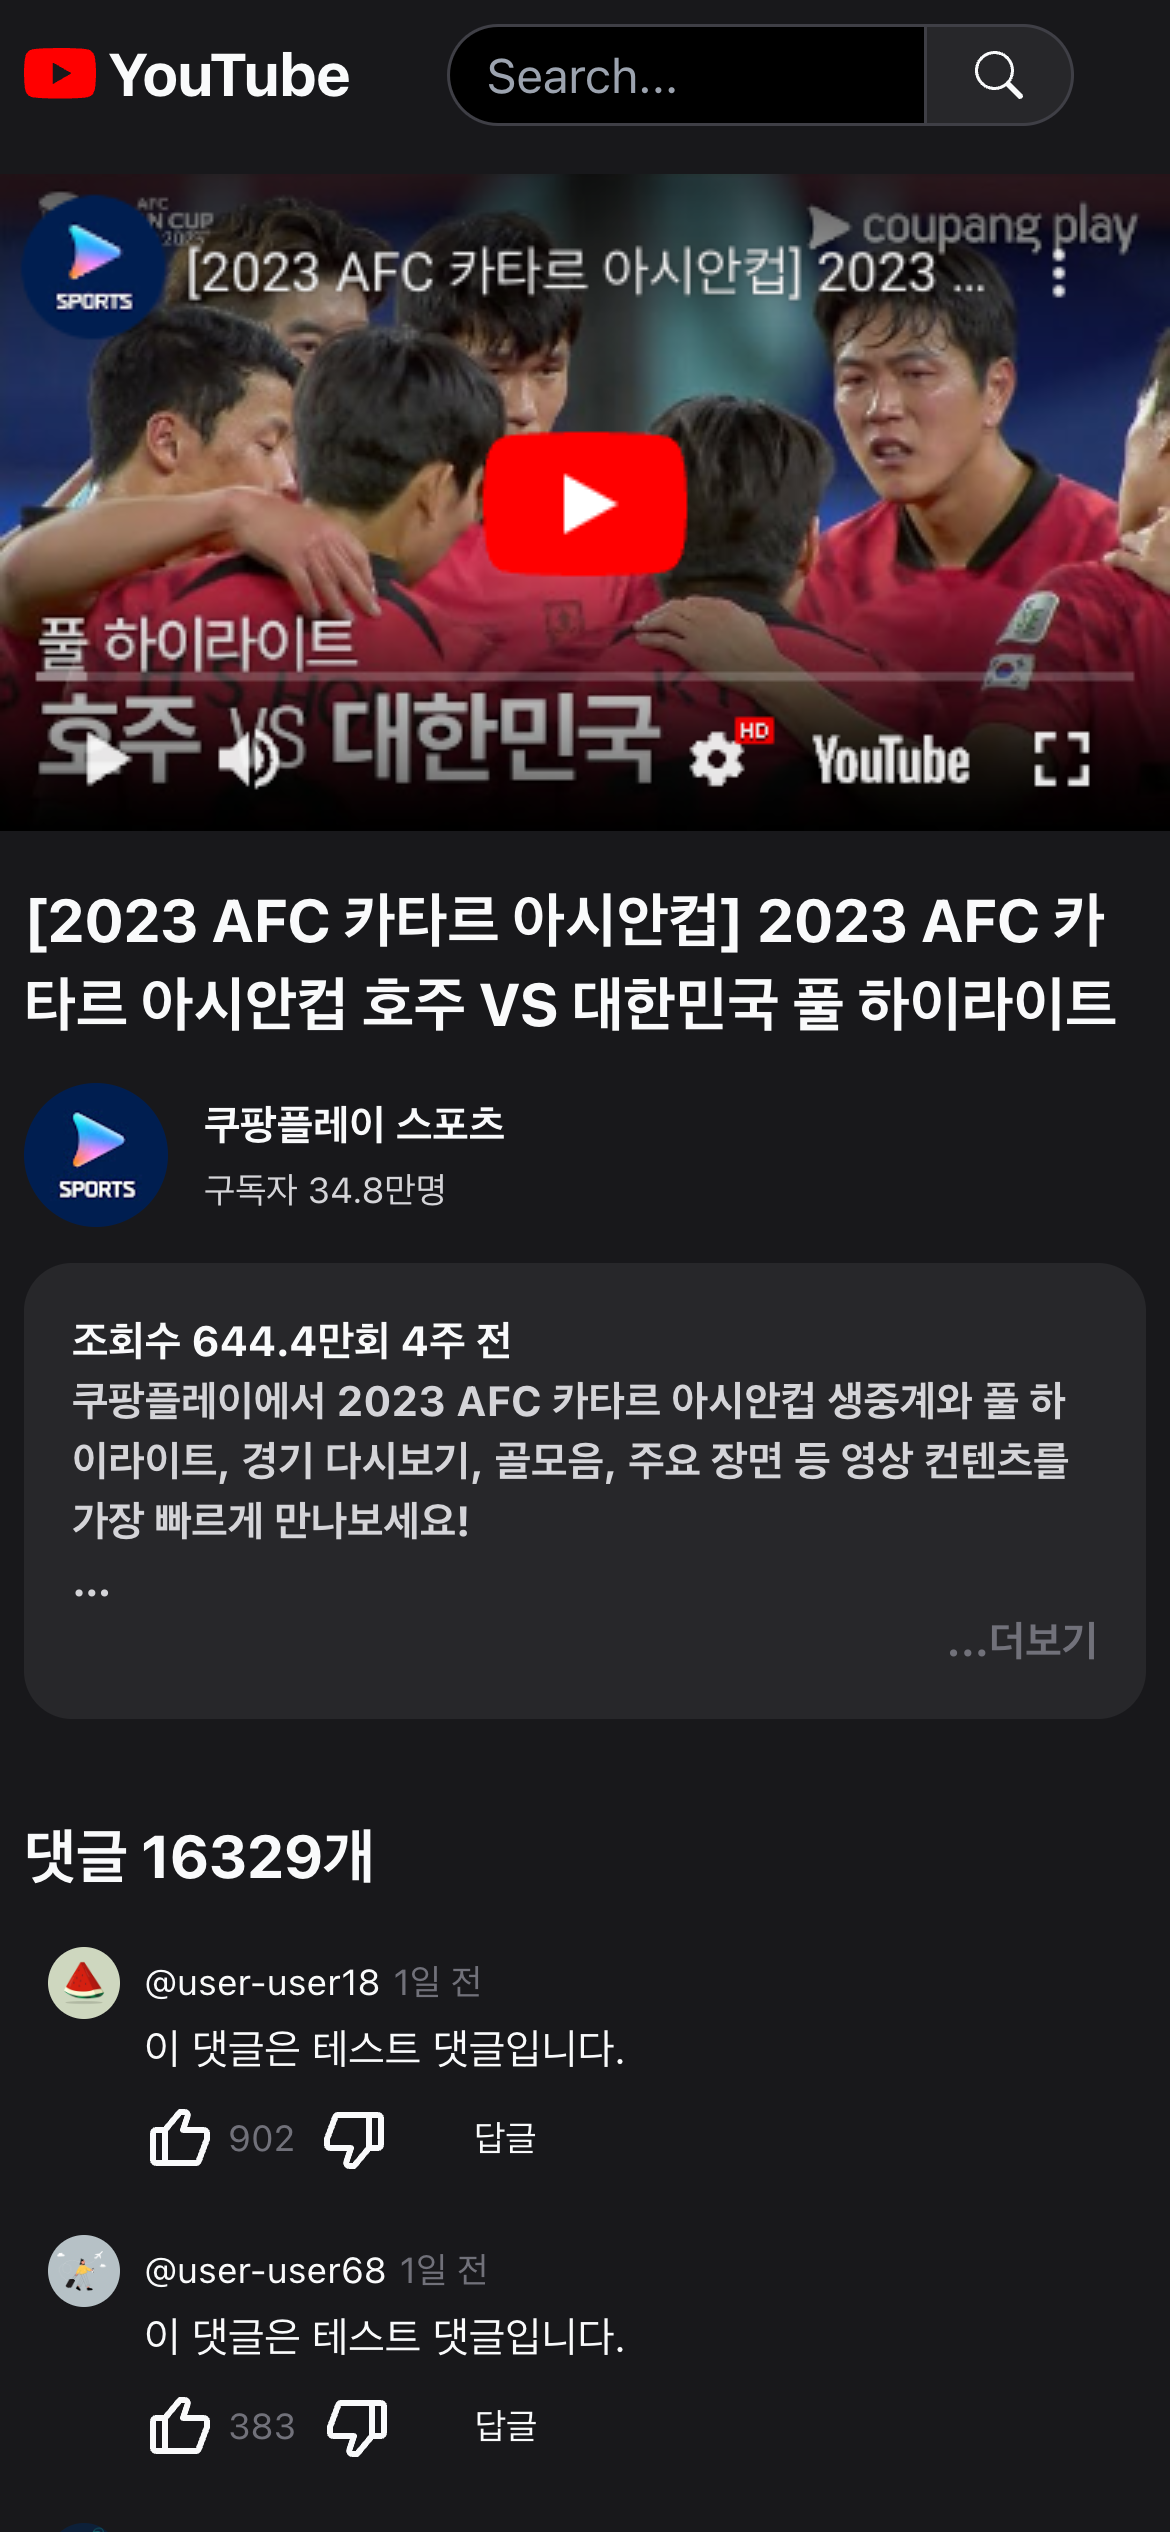 YouTube
Search...
AFC
N CUP
2023
coupang play
SPORTS
[2023 AFC 카타르 아시안컵] 2023 ...
풀 하이라이트
호주 VS 대한민국
HD
YouTube
[2023 AFC 카타르 아시안컵] 2023 AFC 카
타르 아시안컵 호주 VS 대한민국 풀 하이라이트
SPORTS
쿠팡플레이 스포츠
구독자 34.8만명
조회수 644.4만회 4주 전
쿠팡플레이에서 2023 AFC 카타르 아시안컵 생중계와 풀 하
이라이트, 경기 다시보기, 골모음, 주요 장면 등 영상 컨텐츠를
가장 빠르게 만나보세요!
...
...더보기
댓글 16329개
@user-user18 1일 전
이 댓글은 테스트 댓글입니다.
902 답글
@user-user68 1일 전
이 댓글은 테스트 댓글입니다.
383 답글